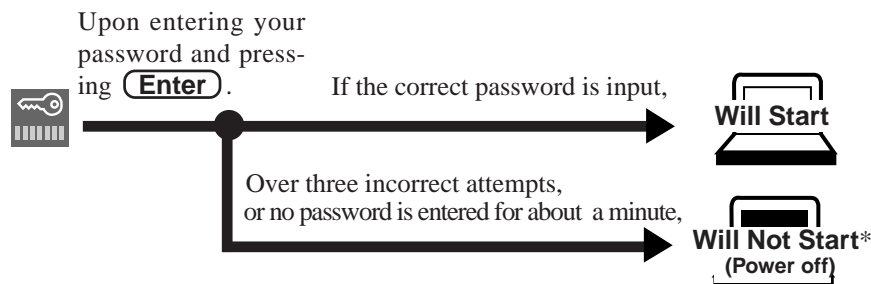 Upon entering your
password and press-
ing Enter.
If the correct password is input,
Will Start
Over three incorrect attempts,
or no password is entered for about a minute,
Will Not Start*
(Power off)